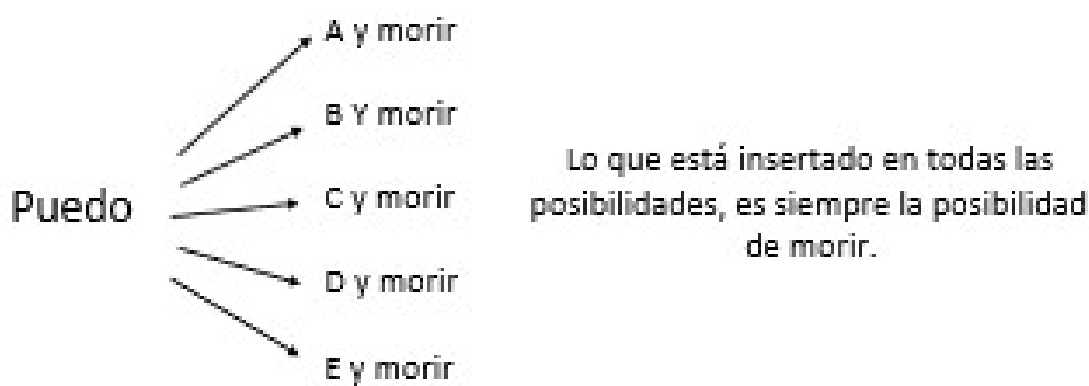 A y morir
B Y morir
Puedo
C y morir
D y morir
E y morir
Lo que está insertado en todas las
posibilidades, es siempre la posibilidad
de morir.